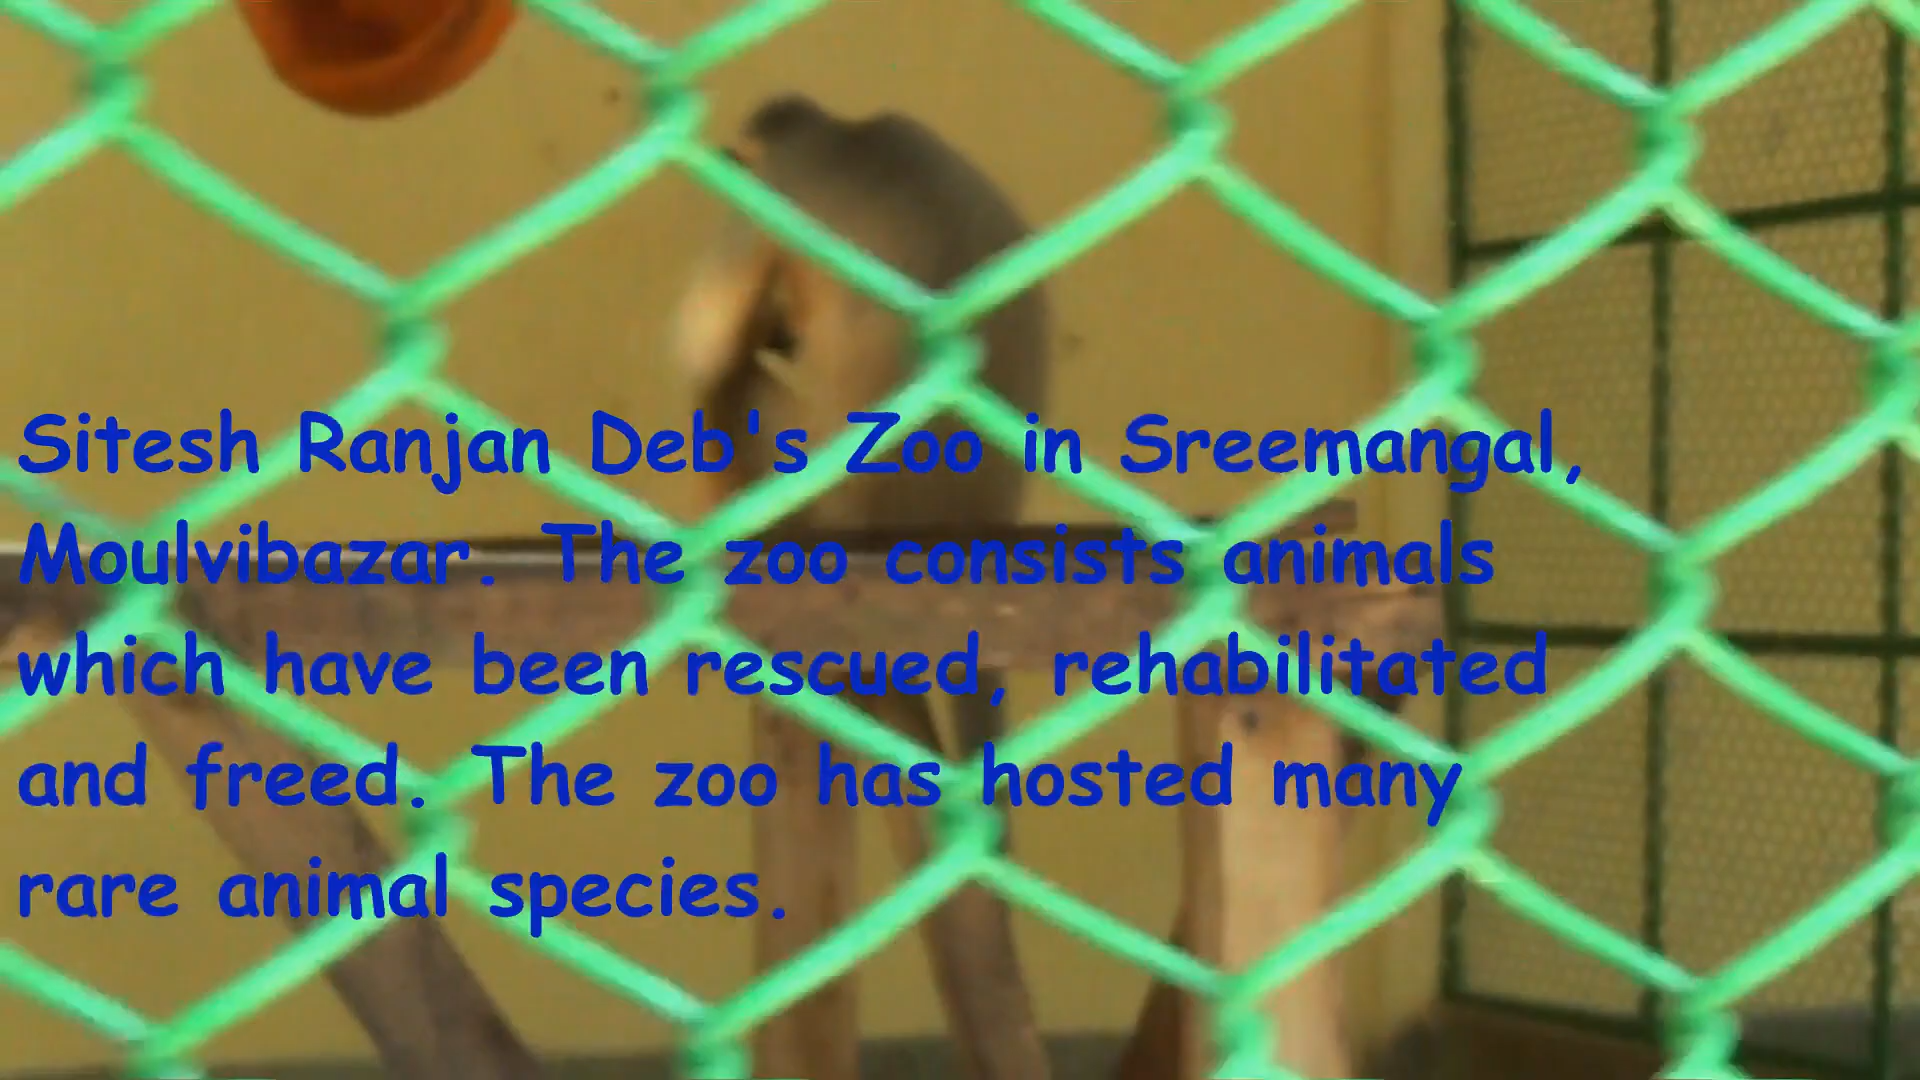 Sitesh Ranjan Deb's Zoo in Sreemangal,
Moulvibazar. The zoo consists animals
which have been rescued, rehabilitated
and freed. The zoo has hosted many
rare animal species.